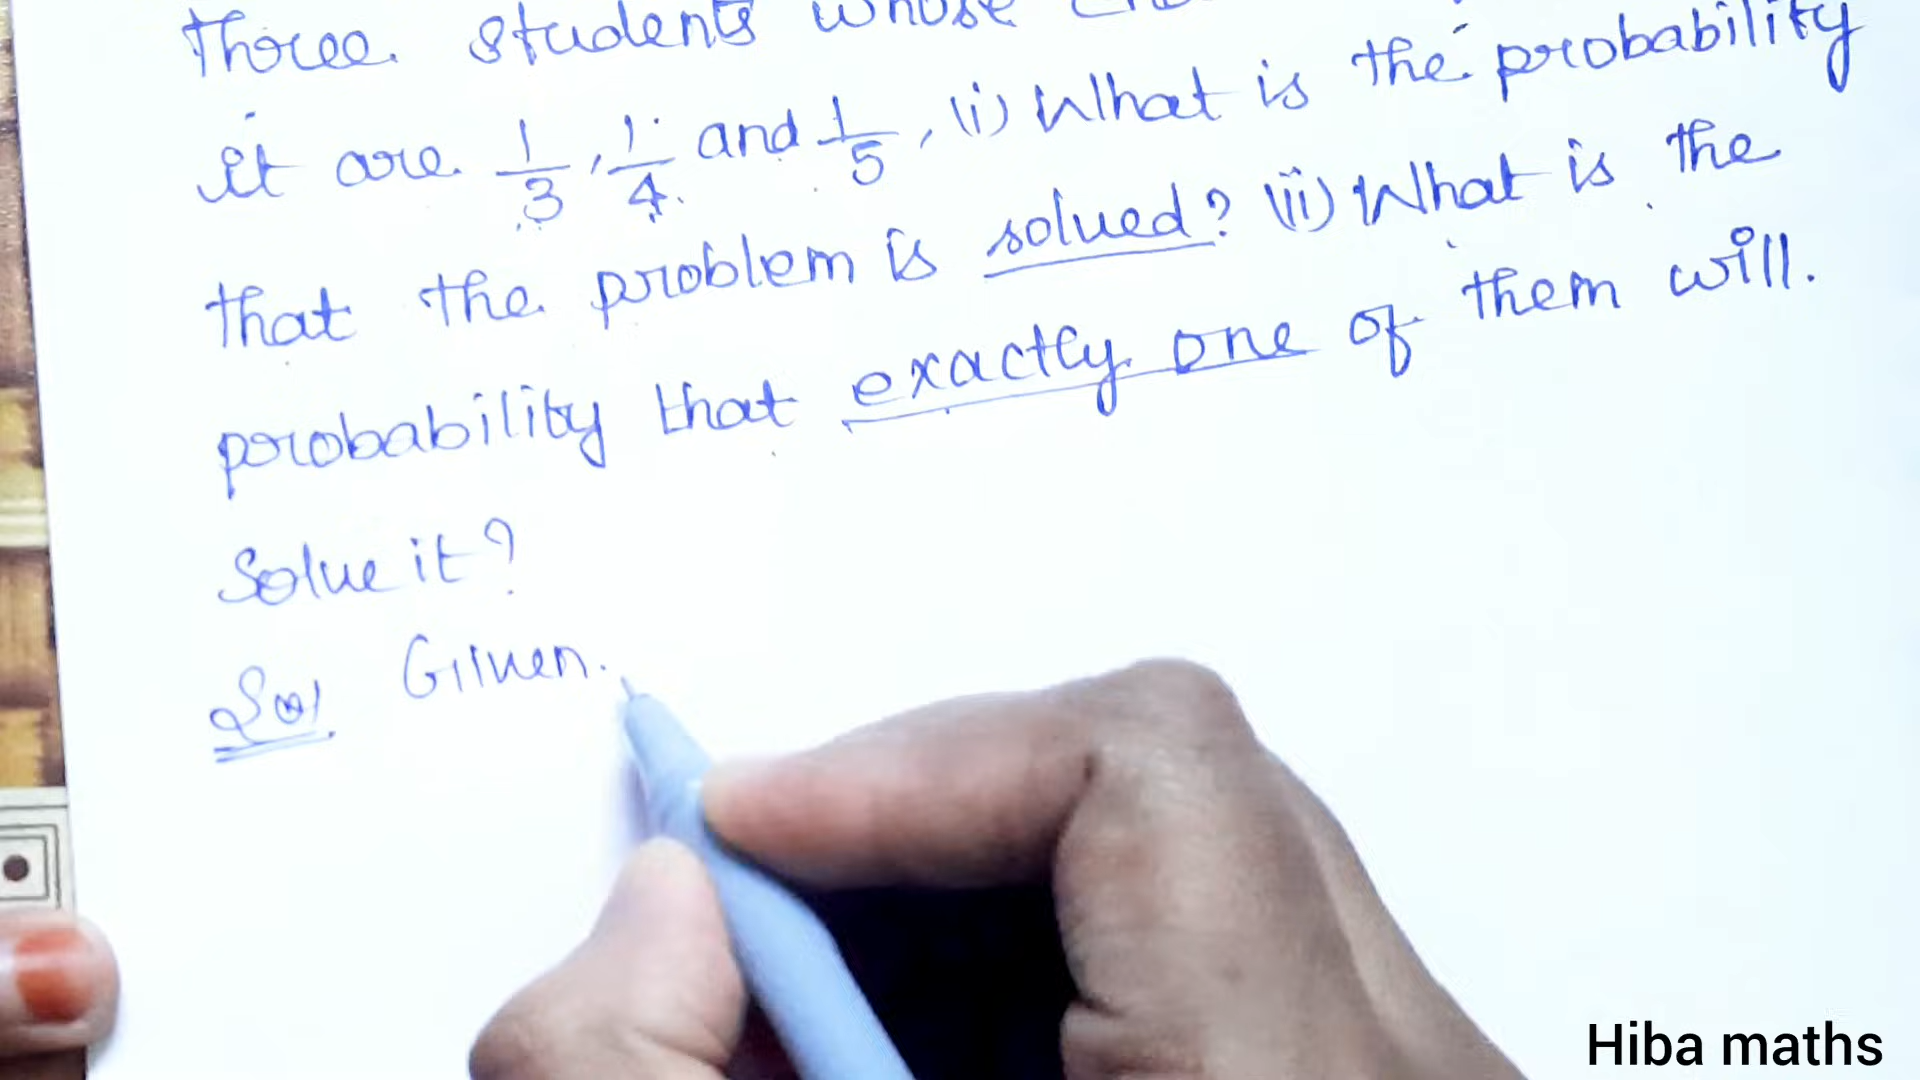 three students whose
it are 1/3, 1/4 and 1/5, (i) What is the probability
that the problem is solved? (ii) What is the
probability that exactly one of them will.
Solve it?
Sol Given.
Hiba maths